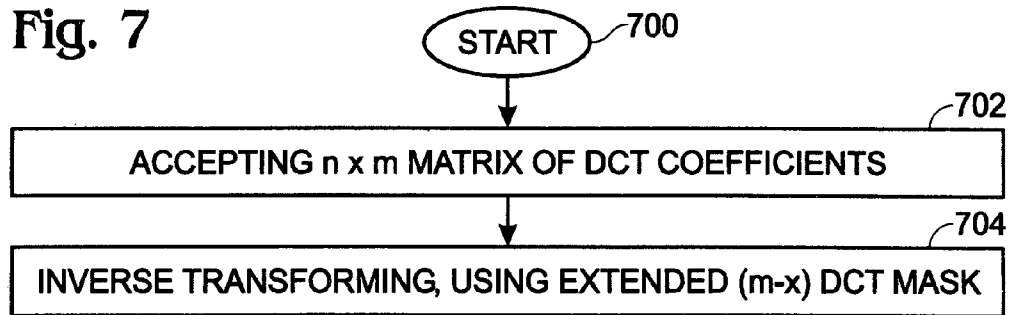 Fig. 7
START
700
702
ACCEPTING n x m MATRIX OF DCT COEFFICIENTS
704
INVERSE TRANSFORMING, USING EXTENDED (m-x) DCT MASK